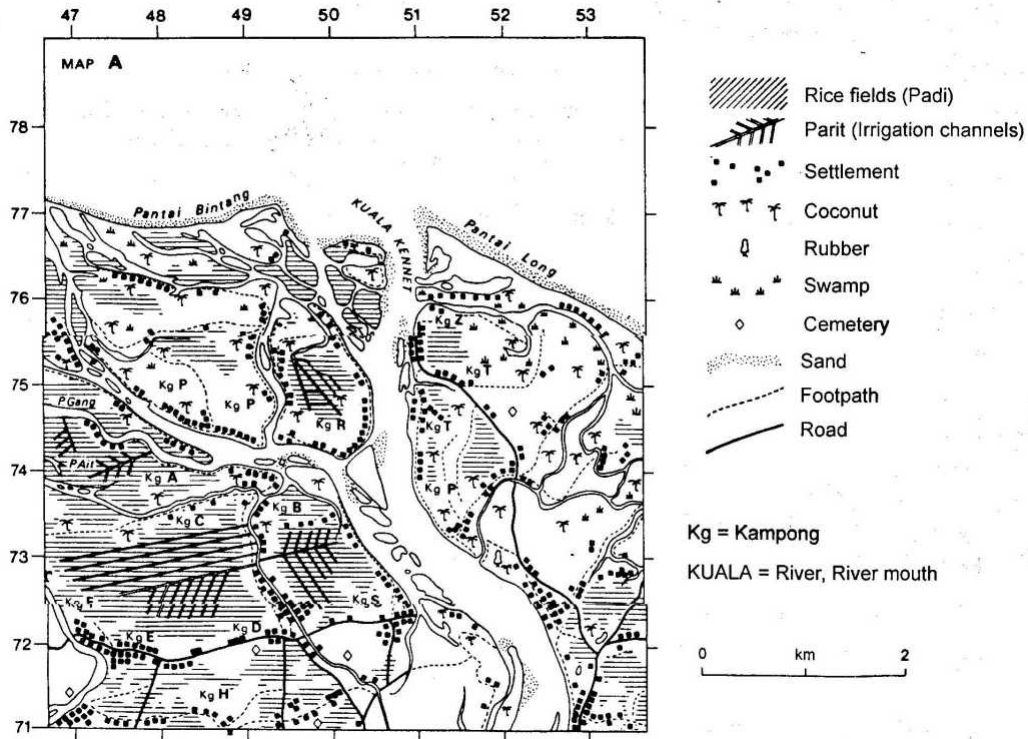 47 48 49 50 51 52 53
MAP A
78
77
76
75
74
73
72
71
Pantai Bintang
KUALA KENNET
Pantai Long
Kg Z
Kg T
Kg P
Kg P
Kg R
Kg T
P Gang
P Ait
Kg A
Kg P
Kg C
Kg B
Kg F
Kg S
Kg E
Kg D
Kg H
Rice fields (Padi)
Parit (Irrigation channels)
Settlement
Coconut
Rubber
Swamp
Cemetery
Sand
Footpath
Road
Kg = Kampong
KUALA = River, River mouth
0 km 2